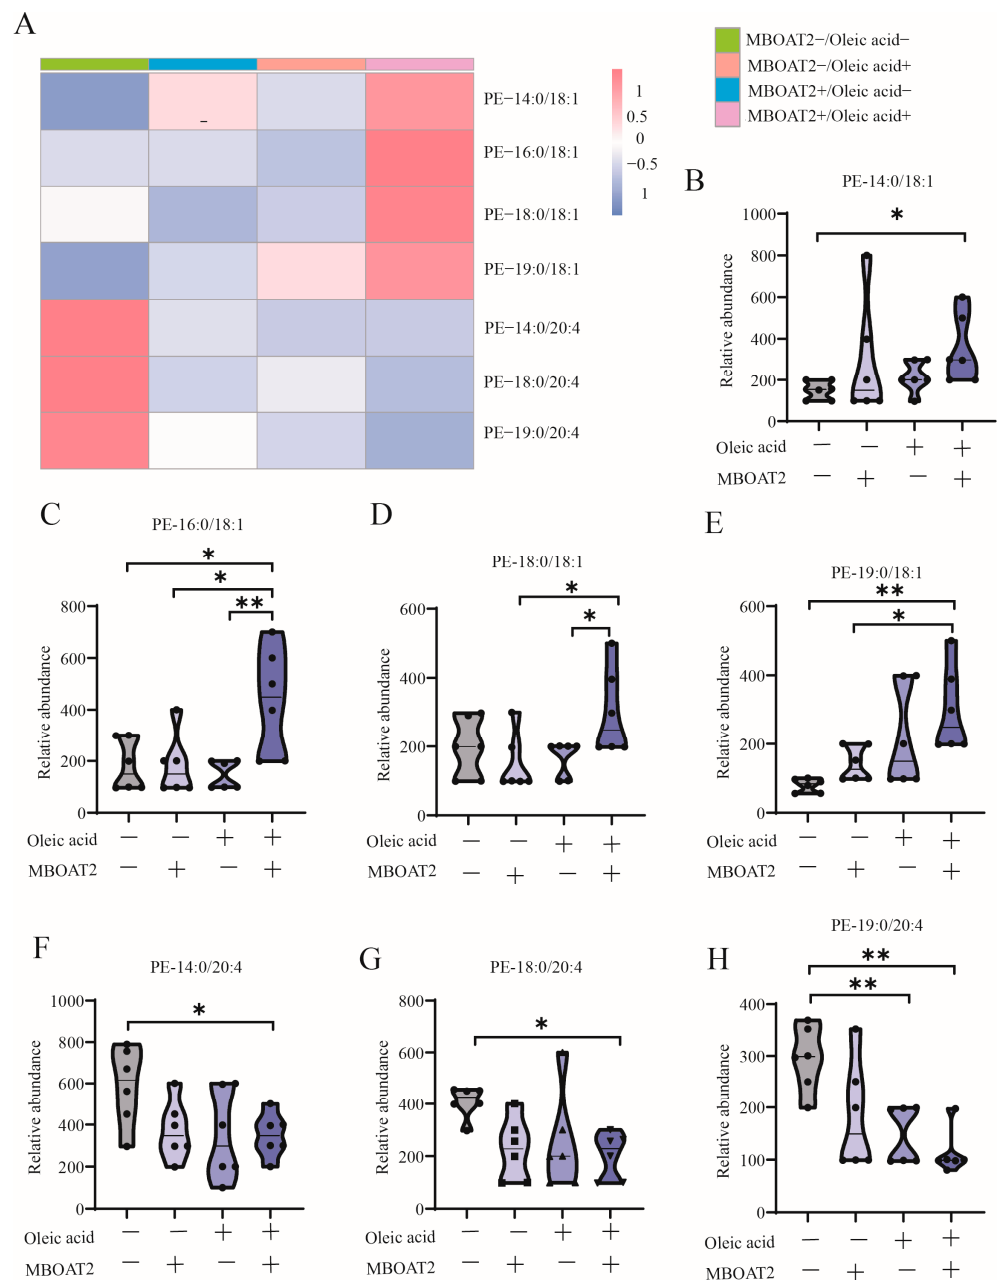 A
MBOAT2−/Oleic acid−
MBOAT2−/Oleic acid+
MBOAT2+/Oleic acid−
MBOAT2+/Oleic acid+
PE−14:0/18:1
PE−16:0/18:1
PE−18:0/18:1
PE−19:0/18:1
PE−14:0/20:4
PE−18:0/20:4
PE−19:0/20:4
1
0.5
0
−0.5
1
B
PE-14:0/18:1
*
Relative abundance
1000
800
600
400
200
0
Oleic acid − − + +
MBOAT2 − + − +
C
PE-16:0/18:1
*
*
**
Relative abundance
800
600
400
200
0
Oleic acid − − + +
MBOAT2 − + − +
D
PE-18:0/18:1
*
*
Relative abundance
600
400
200
0
Oleic acid − − + +
MBOAT2 − + − +
E
PE-19:0/18:1
**
*
Relative abundance
600
400
200
0
Oleic acid − − + +
MBOAT2 − + − +
F
PE-14:0/20:4
*
Relative abundance
1000
800
600
400
200
0
Oleic acid − − + +
MBOAT2 − + − +
G
PE-18:0/20:4
*
Relative abundance
800
600
400
200
0
Oleic acid − − + +
MBOAT2 − + − +
H
PE-19:0/20:4
**
**
Relative abundance
400
300
200
100
0
Oleic acid − − + +
MBOAT2 − + − +